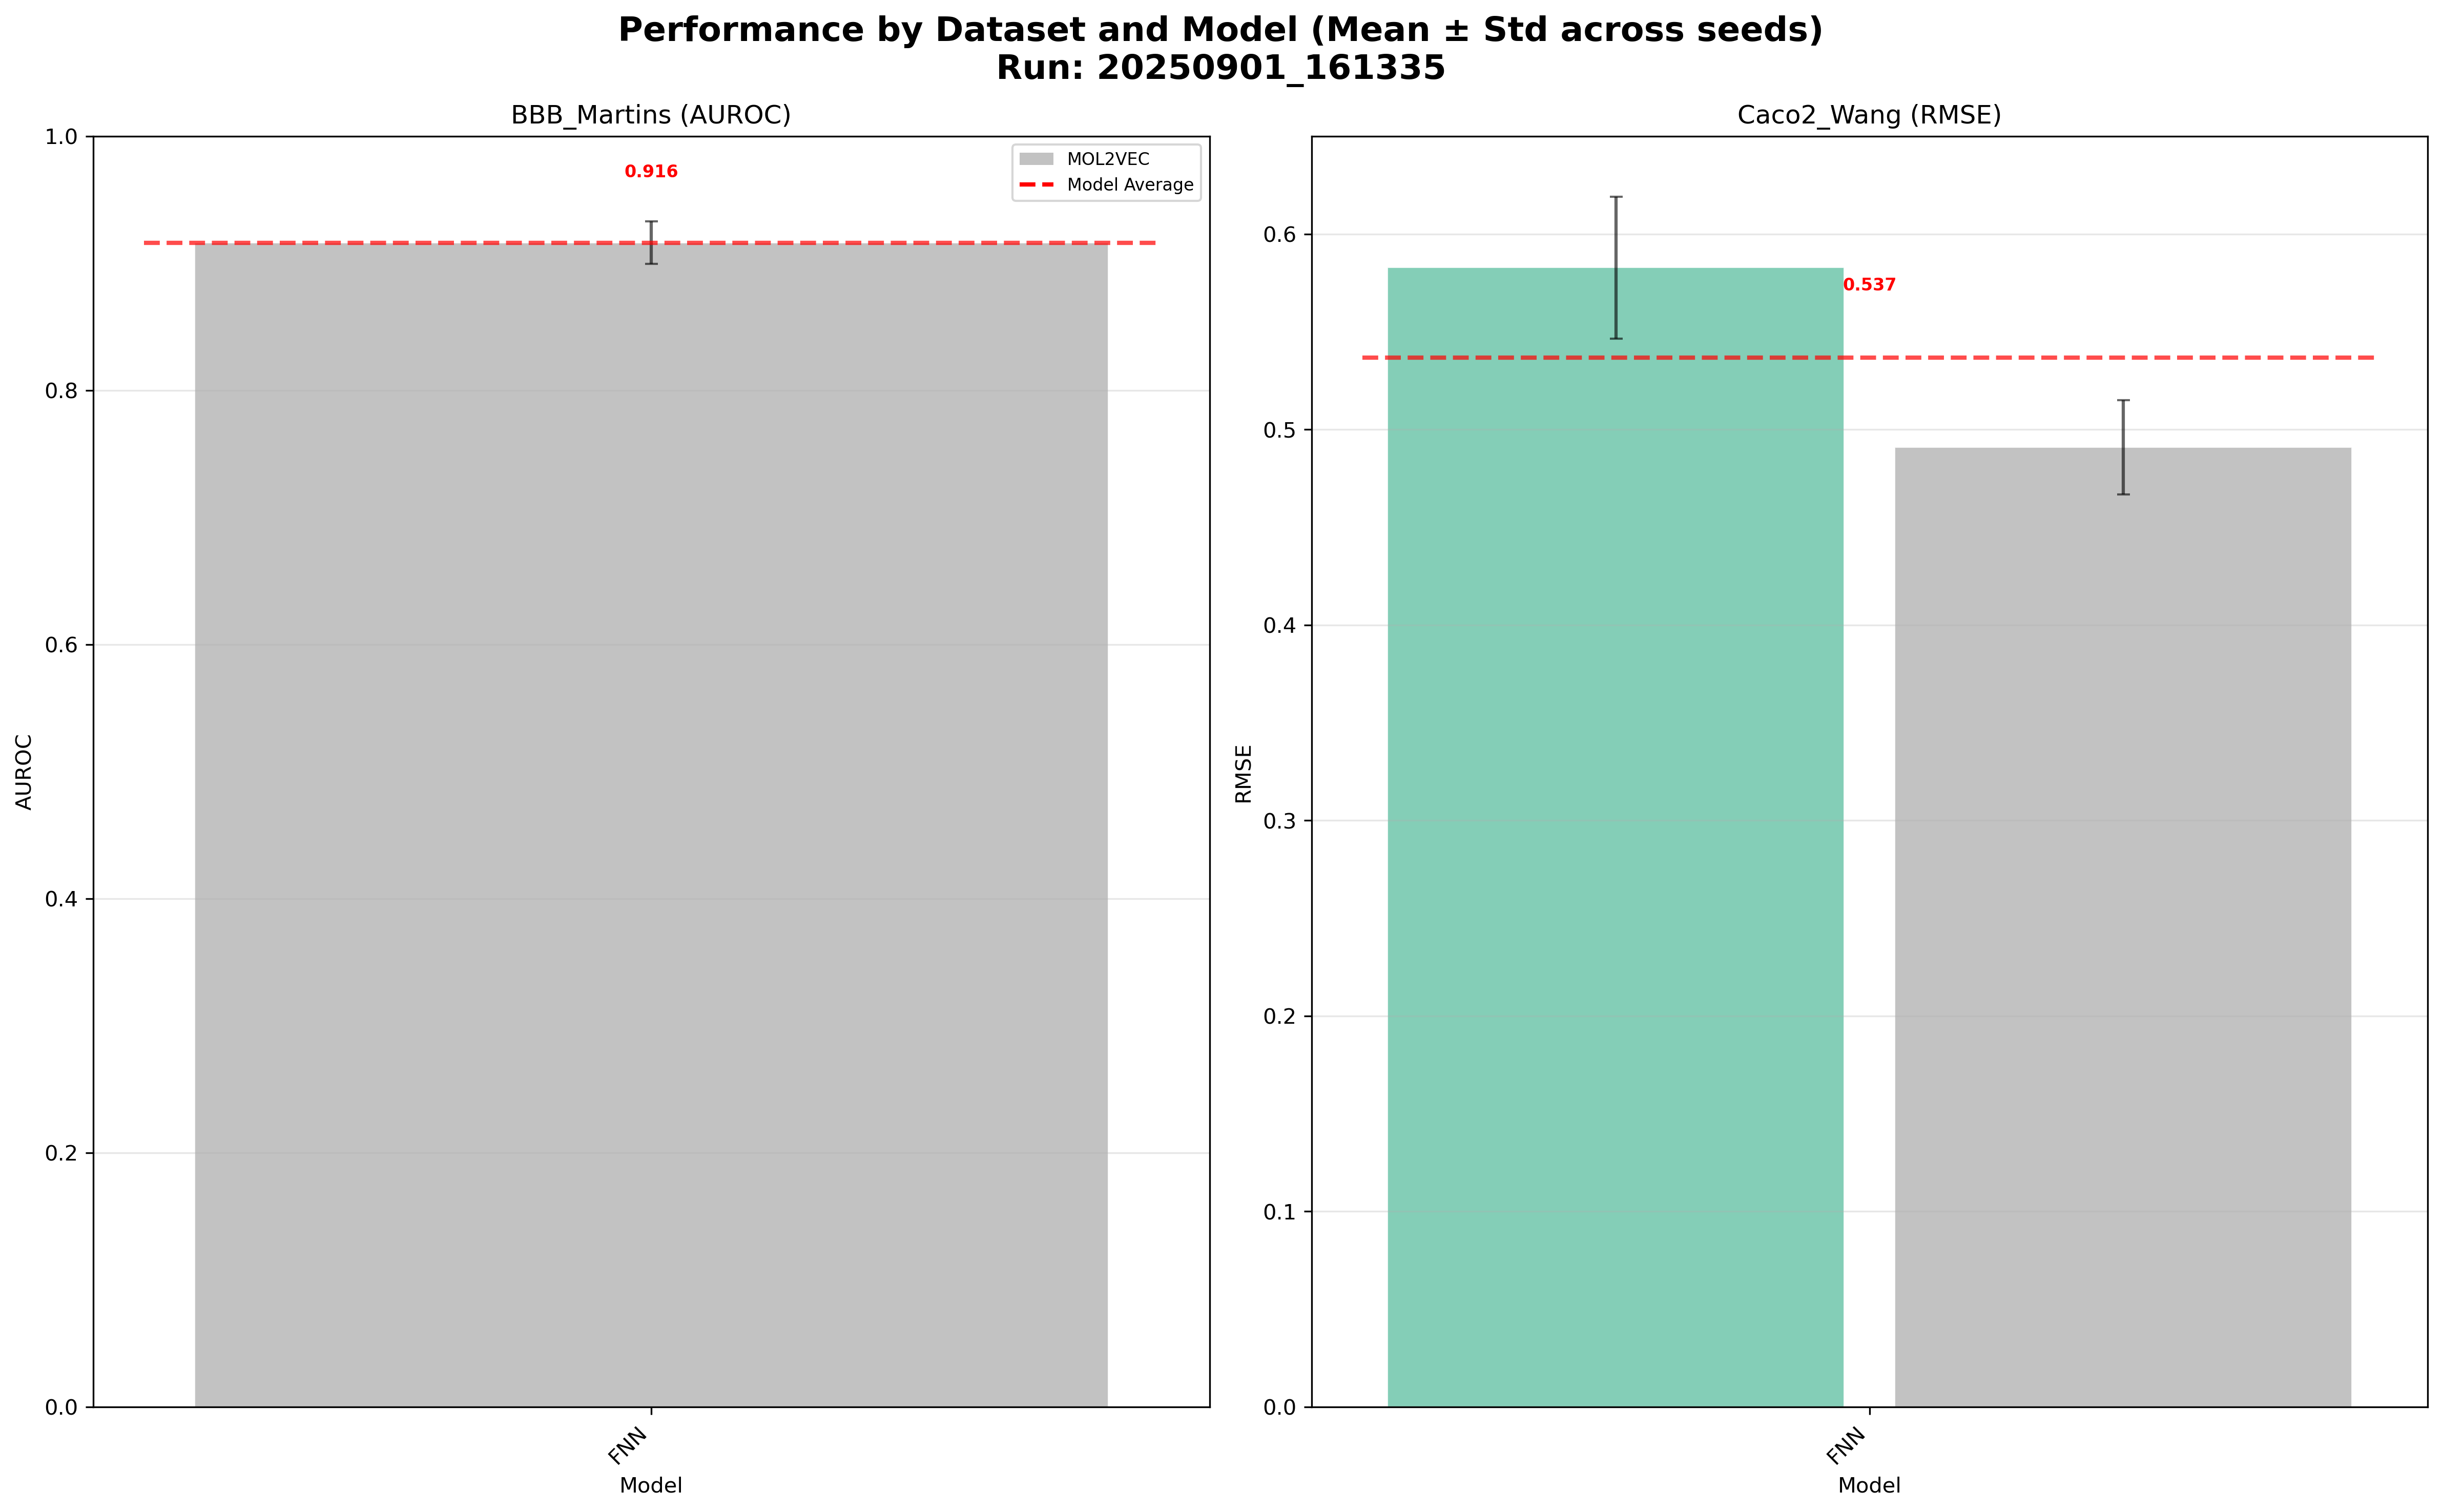 Performance by Dataset and Model (Mean ± Std across seeds)
Run: 20250901_161335
BBB_Martins (AUROC)
1.0
0.8
0.6
0.4
0.2
0.0
AUROC
0.916
MOL2VEC
Model Average
FNN
Model
Caco2_Wang (RMSE)
0.6
0.5
0.4
0.3
0.2
0.1
0.0
RMSE
0.537
FNN
Model